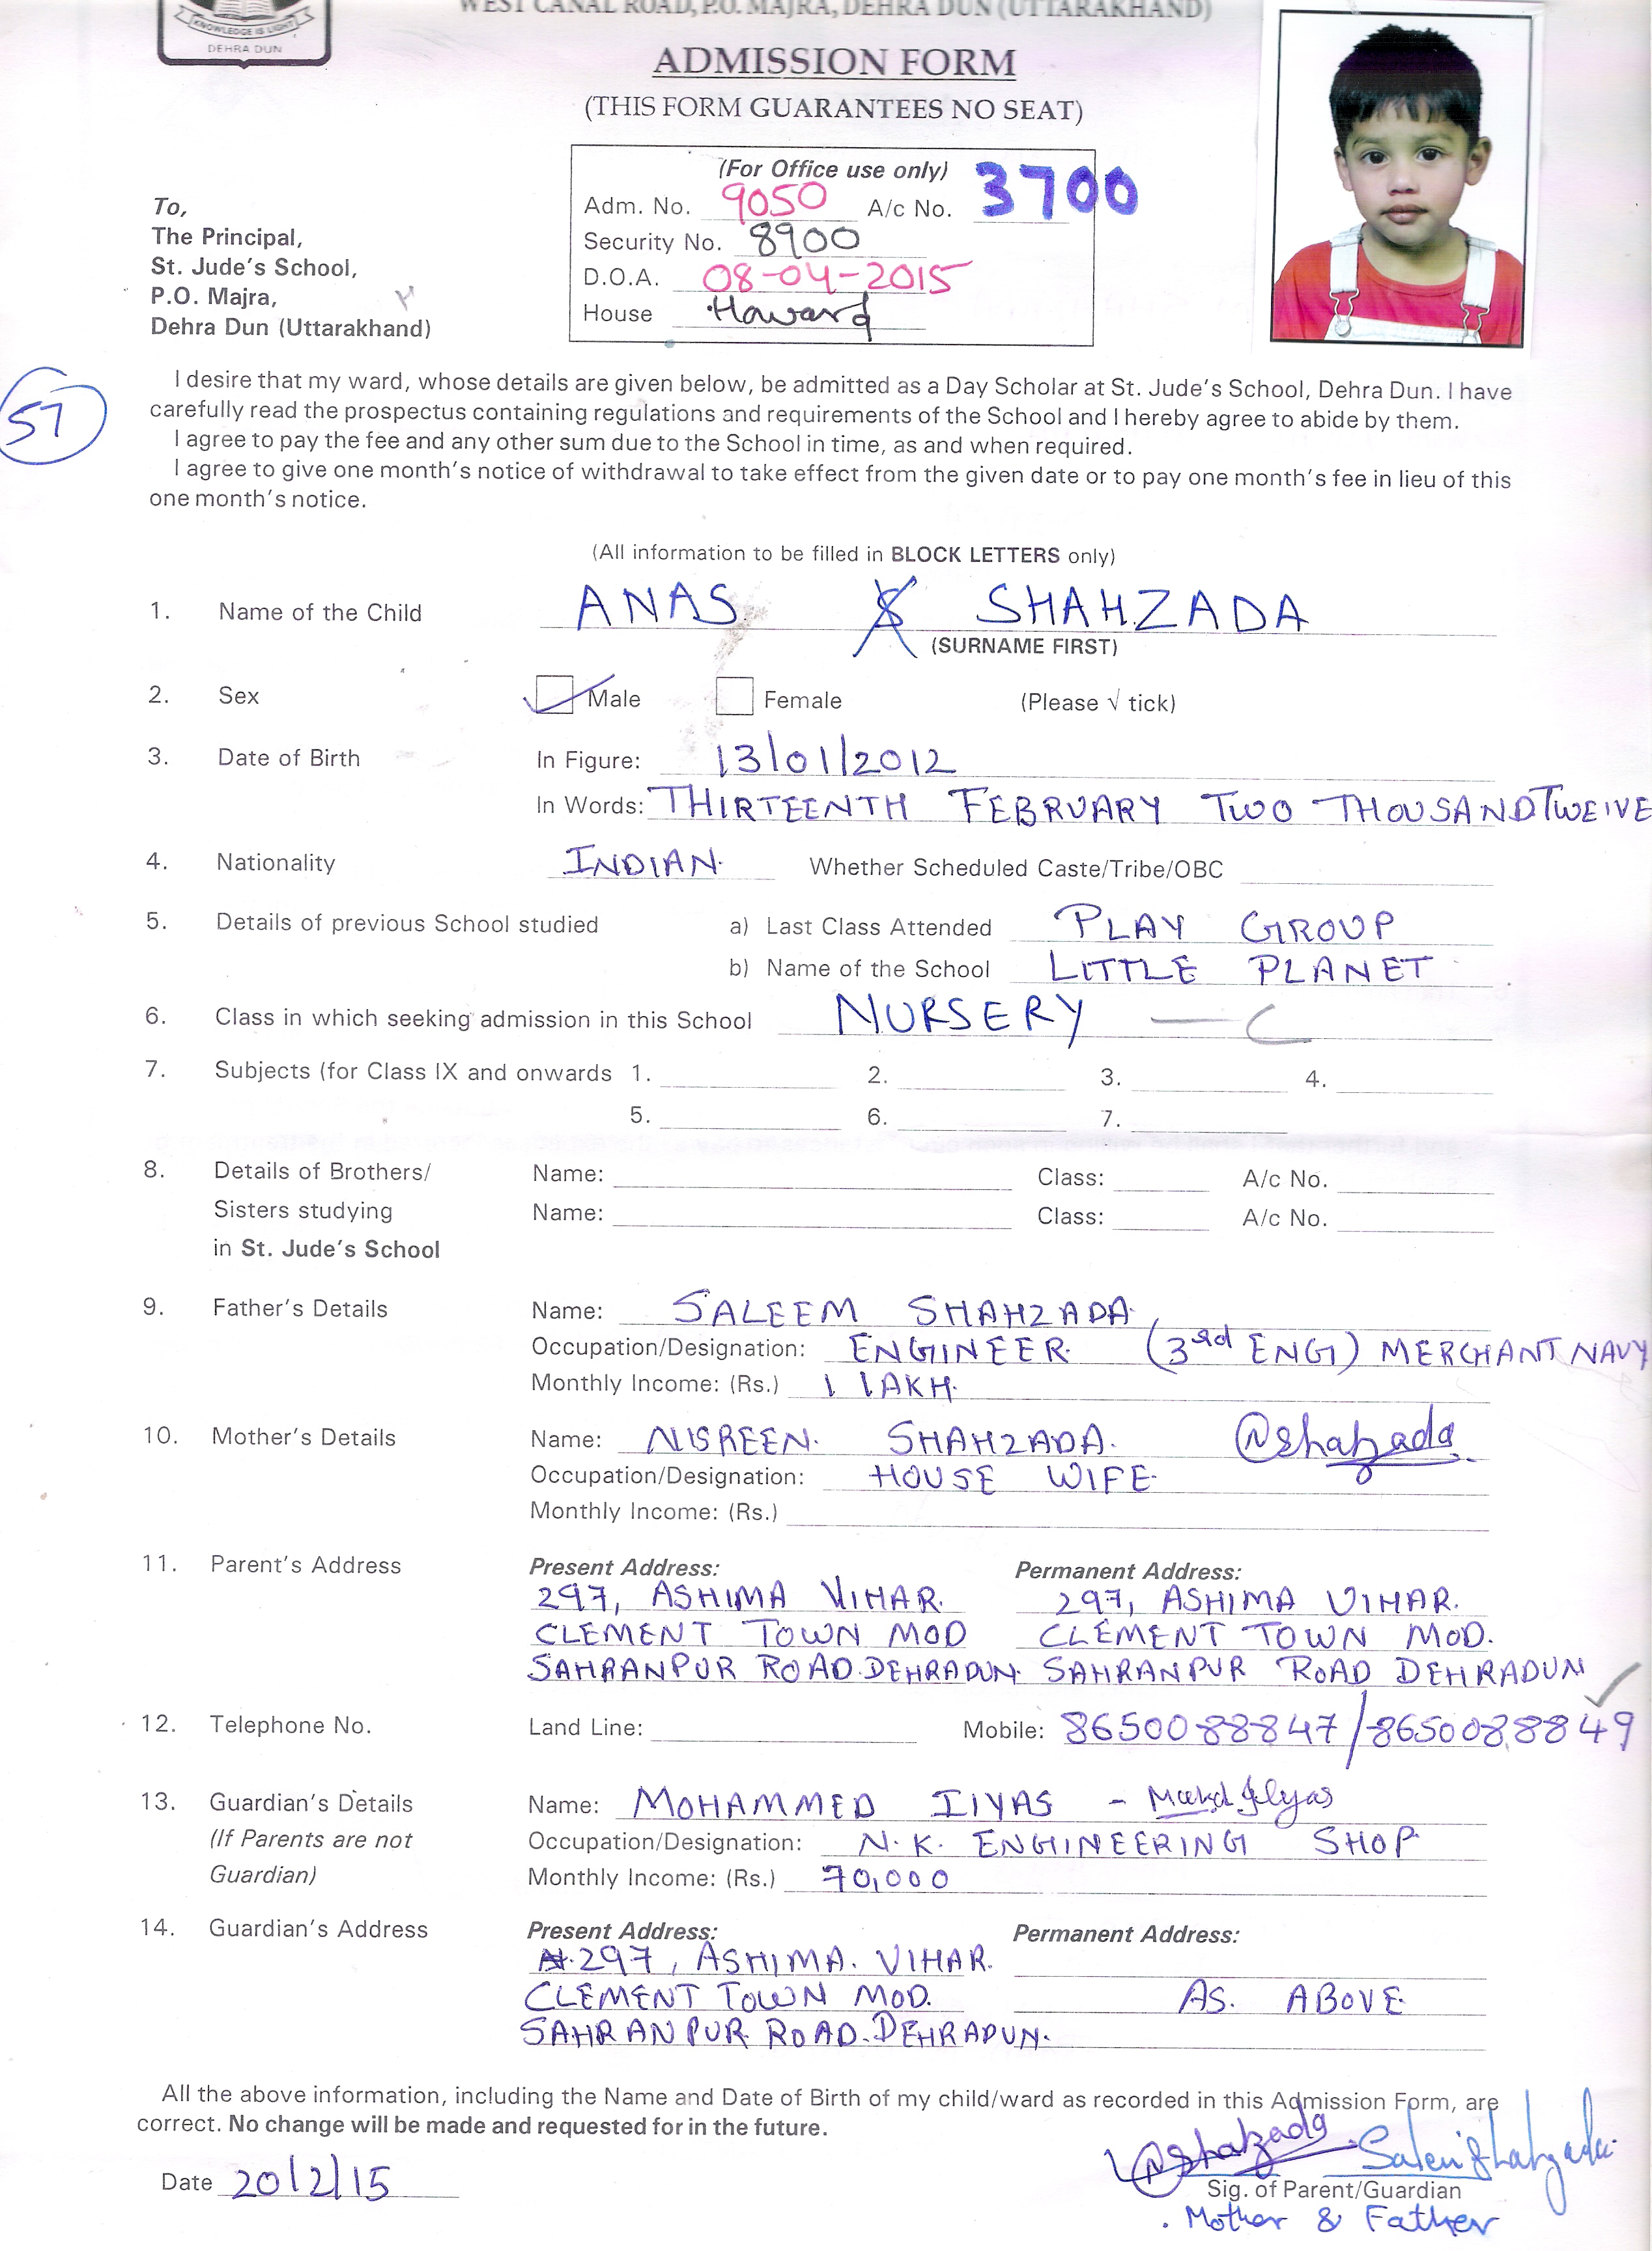 WEST CANAL ROAD, P.O. MAJRA, DEHRA DUN (UTTARAKHAND)
KNOWLEDGE IS LIGHT
DEHRA DUN
ADMISSION FORM
(THIS FORM GUARANTEES NO SEAT)
(For Office use only)
Adm. No. 9050 A/c No. 3700
Security No. 8900
D.O.A. 08-04-2015
House Howard
To,
The Principal,
St. Jude's School,
P.O. Majra,
Dehra Dun (Uttarakhand)
57
I desire that my ward, whose details are given below, be admitted as a Day Scholar at St. Jude's School, Dehra Dun. I have
carefully read the prospectus containing regulations and requirements of the School and I hereby agree to abide by them.
I agree to pay the fee and any other sum due to the School in time, as and when required.
I agree to give one month's notice of withdrawal to take effect from the given date or to pay one month's fee in lieu of this
one month's notice.
(All information to be filled in BLOCK LETTERS only)
1. Name of the Child ANAS SHAHZADA
(SURNAME FIRST)
2. Sex Male Female (Please √ tick)
3. Date of Birth In Figure: 13/01/2012
In Words: THIRTEENTH FEBRUARY TWO THOUSAND TWEIVE
4. Nationality INDIAN. Whether Scheduled Caste/Tribe/OBC
5. Details of previous School studied a) Last Class Attended PLAY GROUP
b) Name of the School LITTLE PLANET
6. Class in which seeking admission in this School NURSERY — C
7. Subjects (for Class IX and onwards 1. 2. 3. 4.
5. 6. 7.
8. Details of Brothers/ Name: Class: A/c No.
Sisters studying Name: Class: A/c No.
in St. Jude's School
9. Father's Details Name: SALEEM SHAHZADA
Occupation/Designation: ENGINEER. (3rd ENG) MERCHANT NAVY
Monthly Income: (Rs.) 1 LAKH.
10. Mother's Details Name: NISREEN. SHAHZADA. @Nshahzada
Occupation/Designation: HOUSE WIFE.
Monthly Income: (Rs.)
11. Parent's Address Present Address: Permanent Address:
297, ASHIMA VIHAR. 297, ASHIMA VIHAR.
CLEMENT TOWN MOD CLEMENT TOWN MOD.
SAHRANPUR ROAD. DEHRADUN. SAHRANPUR ROAD DEHRADUN
12. Telephone No. Land Line: Mobile: 8650088847/8650088849
13. Guardian's Details Name: MOHAMMED IIYAS - Mohd Ilyas
(If Parents are not Occupation/Designation: N.K. ENGINEERING SHOP
Guardian) Monthly Income: (Rs.) 70,000
14. Guardian's Address Present Address: Permanent Address:
297, ASHIMA. VIHAR.
CLEMENT TOWN MOD. AS. ABOVE
SAHRANPUR. ROAD. DEHRADUN.
All the above information, including the Name and Date of Birth of my child/ward as recorded in this Admission Form, are
correct. No change will be made and requested for in the future.
Date 20/2/15
Sig. of Parent/Guardian
Mother & Father